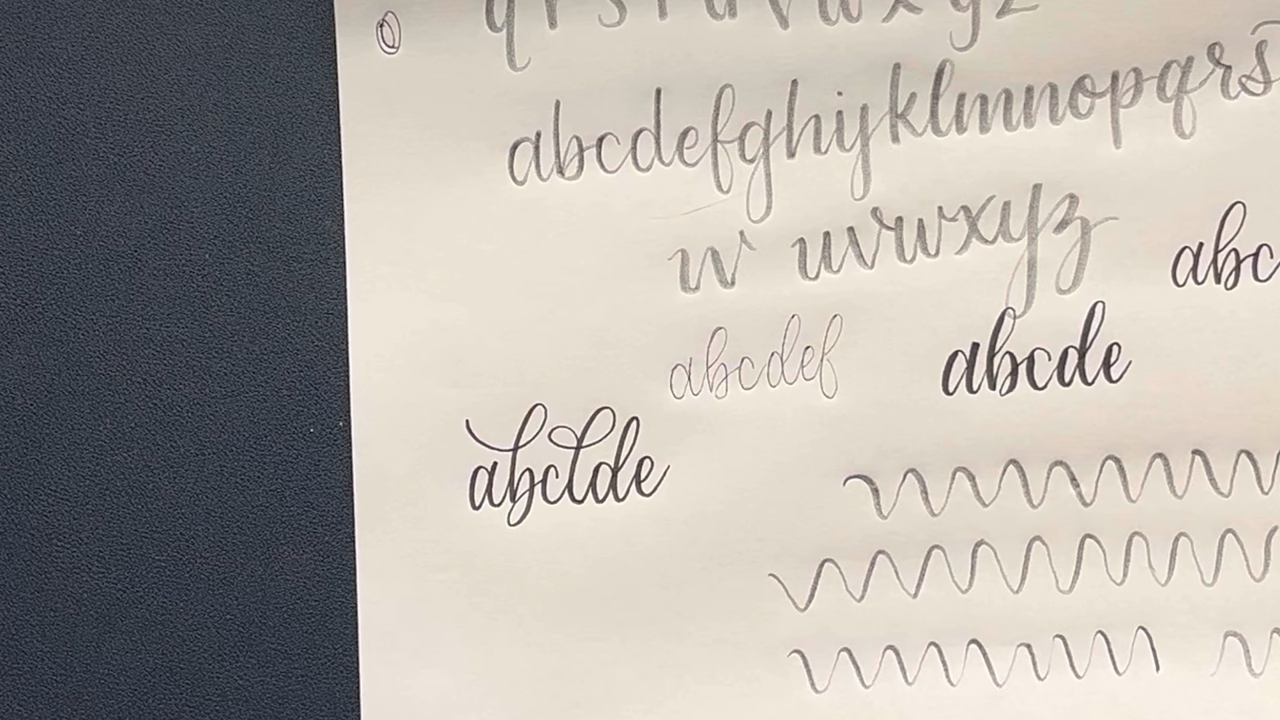 q r s t u v w x y z
abcdefghijklmnopqrs
w uvwxyz abc
abcdef abcde
abclde